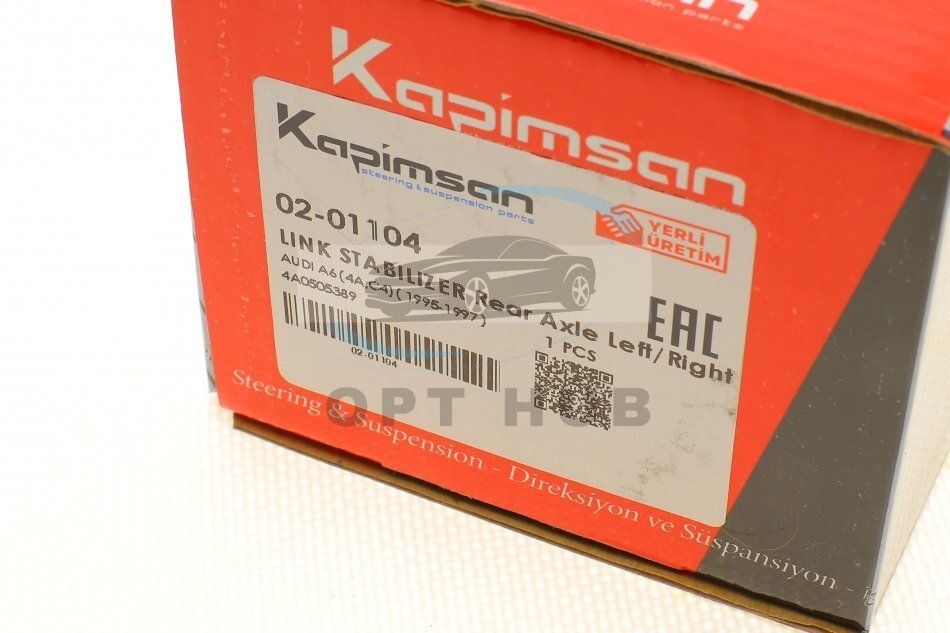 Kapimsan
Kapimsan
steering & suspension parts
02-01104
YERLİ
ÜRETİM
LINK STABILIZER Rear Axle Left/Right
AUDI A6(4A,C4)(1995-1997)
4A0505389
1 PCS
EAC
02-01104
OPT HUB
Steering & Suspension - Direksiyon ve Süspansiyon -